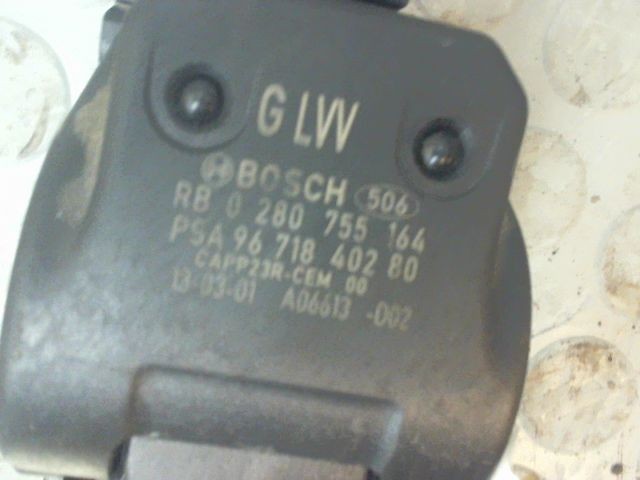 GLW
BOSCH 506
RB 0 280 755 164
PSA 96 718 402 80
CAPP23R-CEM 00
13-03-01 A06613 -002